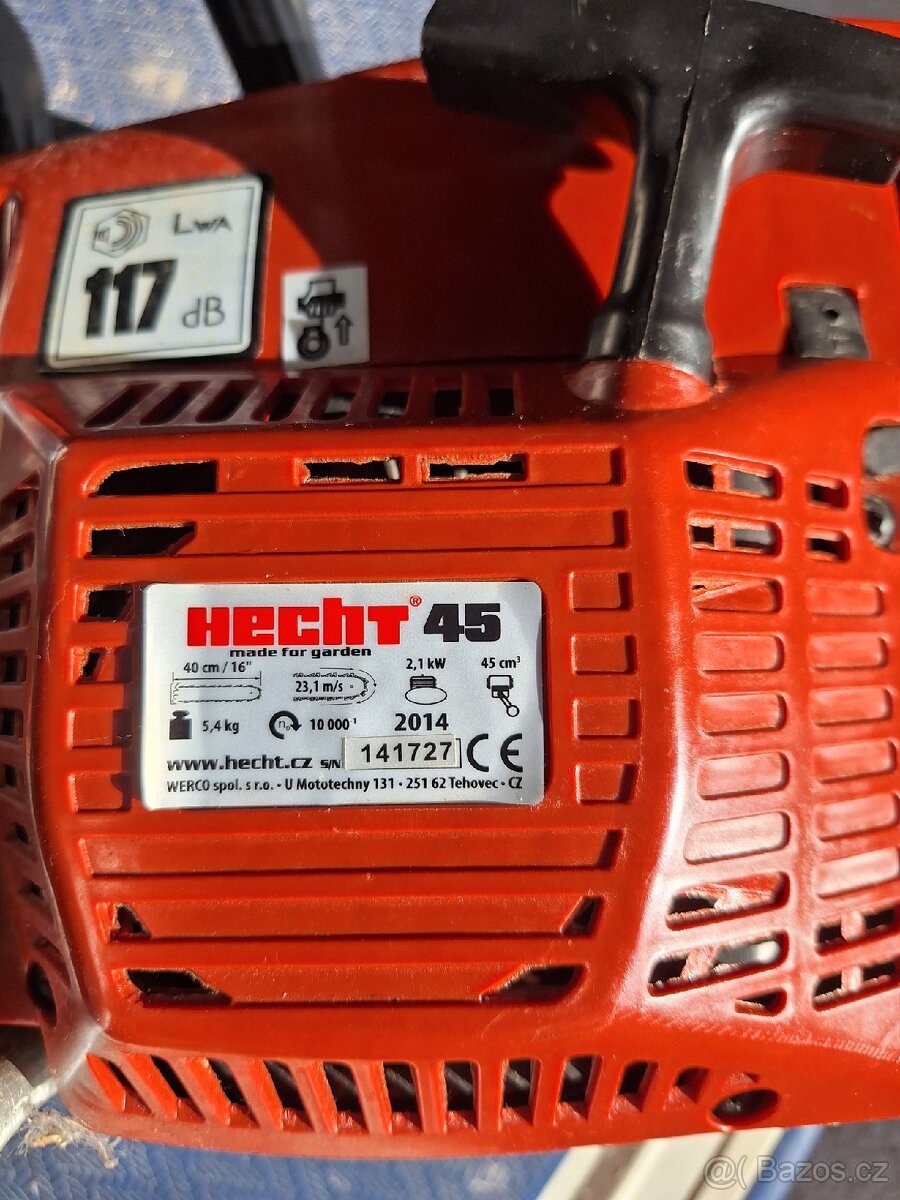 LWA
117 dB
HECHT® 45
made for garden
40 cm / 16"
23,1 m/s
2,1 kW
45 cm³
5,4 kg
n₀
10 000⁻¹
2014
www.hecht.cz S/N 141727 CE
WERCO spol. s r.o. • U Mototechny 131 • 251 62 Tehovec • CZ
@( Bazos.cz